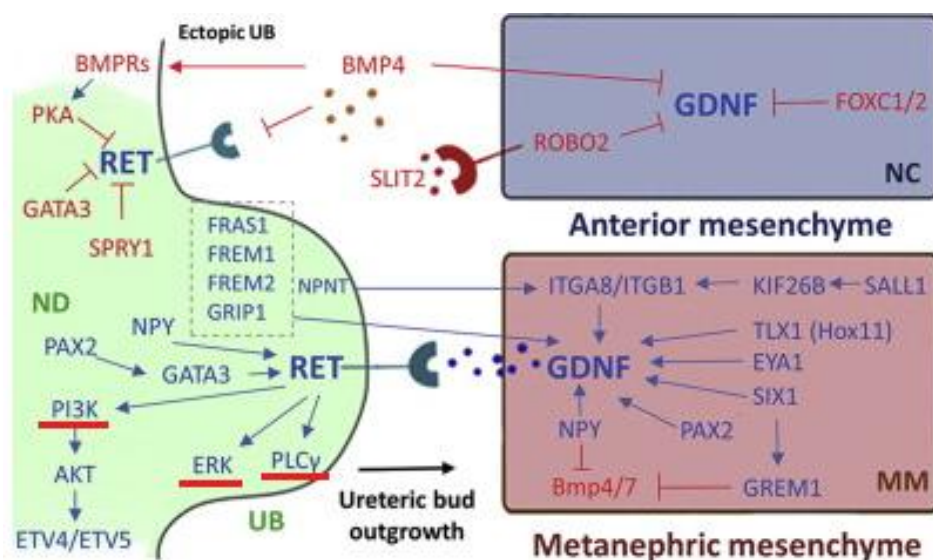 Ectopic UB
BMPRs
BMP4
PKA
GDNF
FOXC1/2
RET
ROBO2
SLIT2
NC
GATA3
SPRY1
Anterior mesenchyme
FRAS1
FREM1
FREM2
GRIP1
NPNT
ITGA8/ITGB1
KIF26B
SALL1
ND
NPY
TLX1 (Hox11)
PAX2
GATA3
RET
GDNF
EYA1
SIX1
PI3K
NPY
PAX2
AKT
ERK
PLCγ
Bmp4/7
GREM1
MM
UB
Ureteric bud
outgrowth
ETV4/ETV5
Metanephric mesenchyme